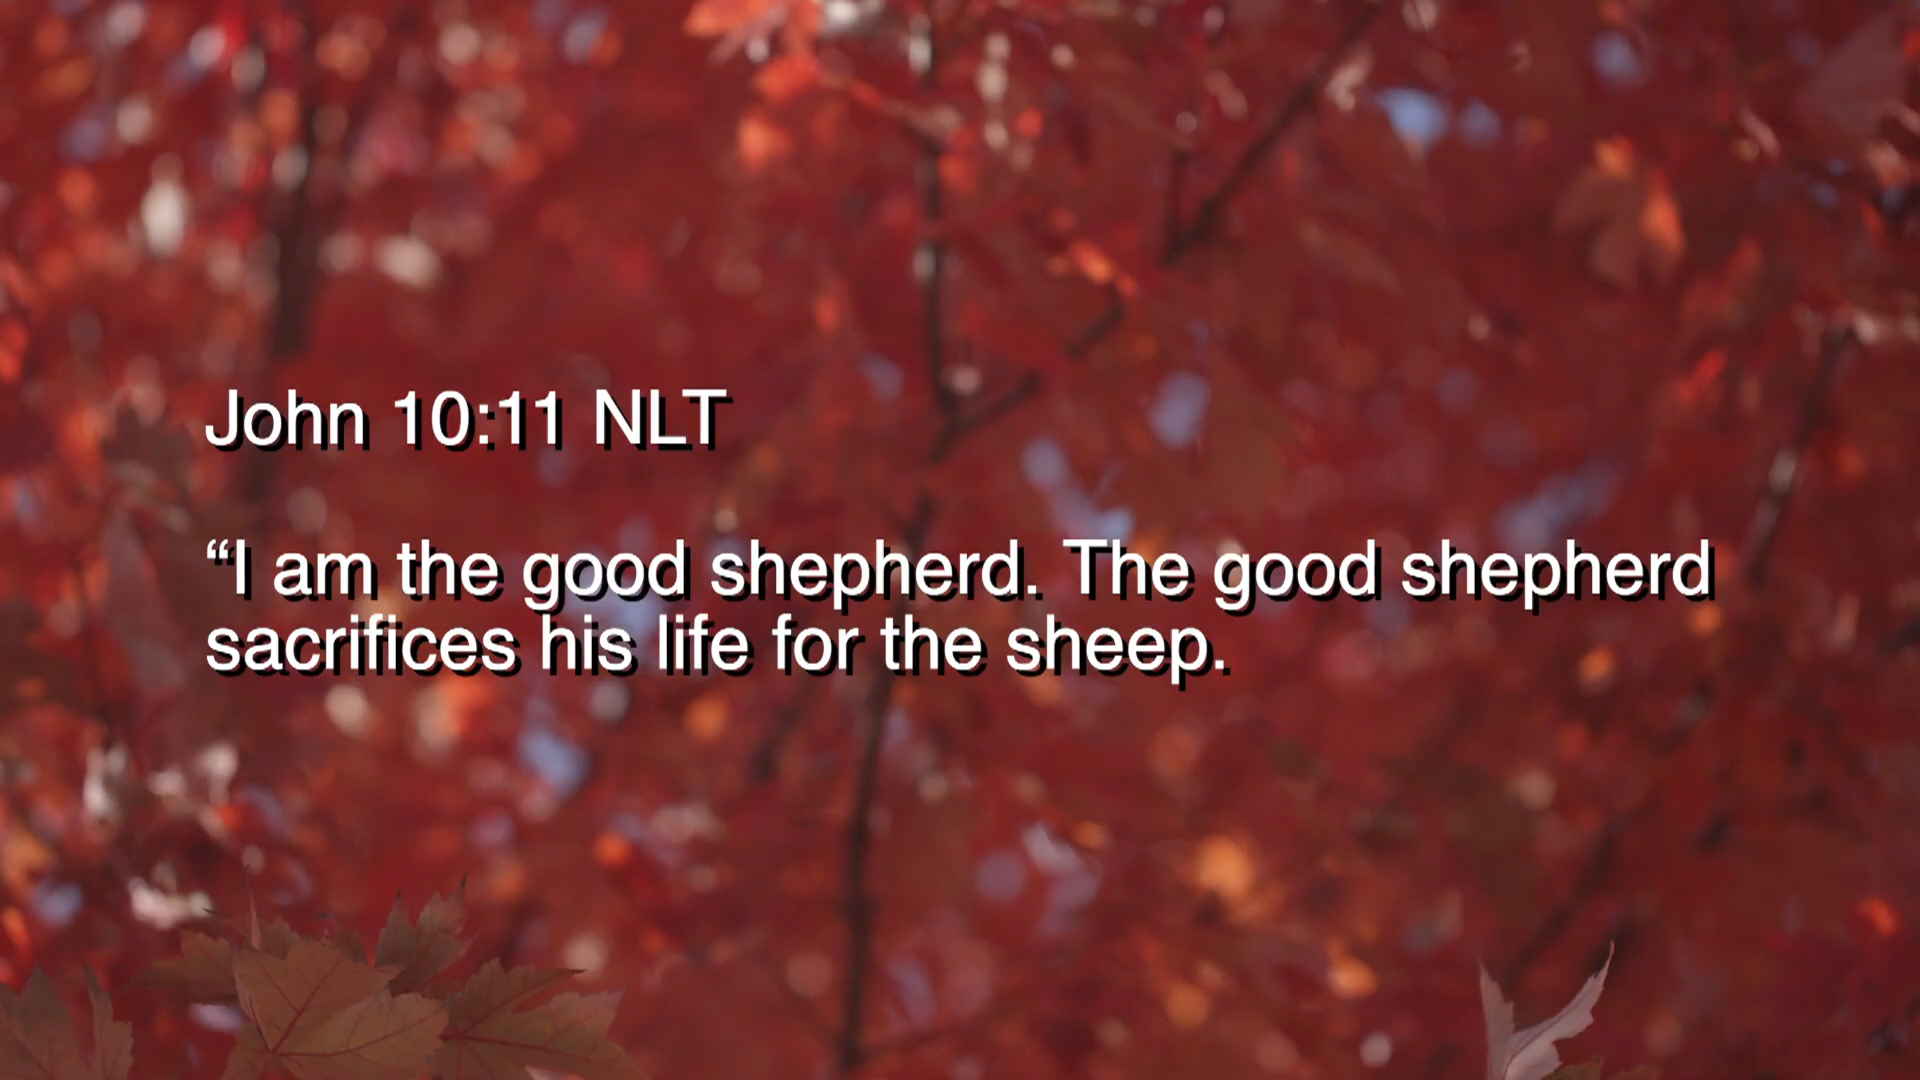 John 10:11 NLT
“I am the good shepherd. The good shepherd
sacrifices his life for the sheep.